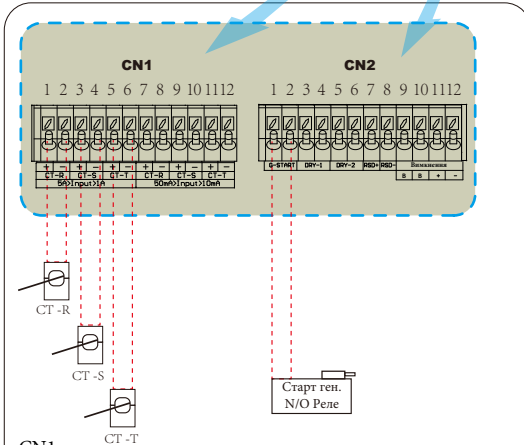 CN1 CN2
1 2 3 4 5 6 7 8 9 10 11 12 1 2 3 4 5 6 7 8 9 10 11 12
+ − + − + − + − + − + −
CT-R CT-S CT-T CT-R CT-S CT-T
5A>Input>1A 50mA>Input>10mA
G-START DRY-1 DRY-2 RSD+ RSD- Вимкнення
B B + −
CT -R
CT -S
CT -T
Старт ген.
N/O Реле
CN1